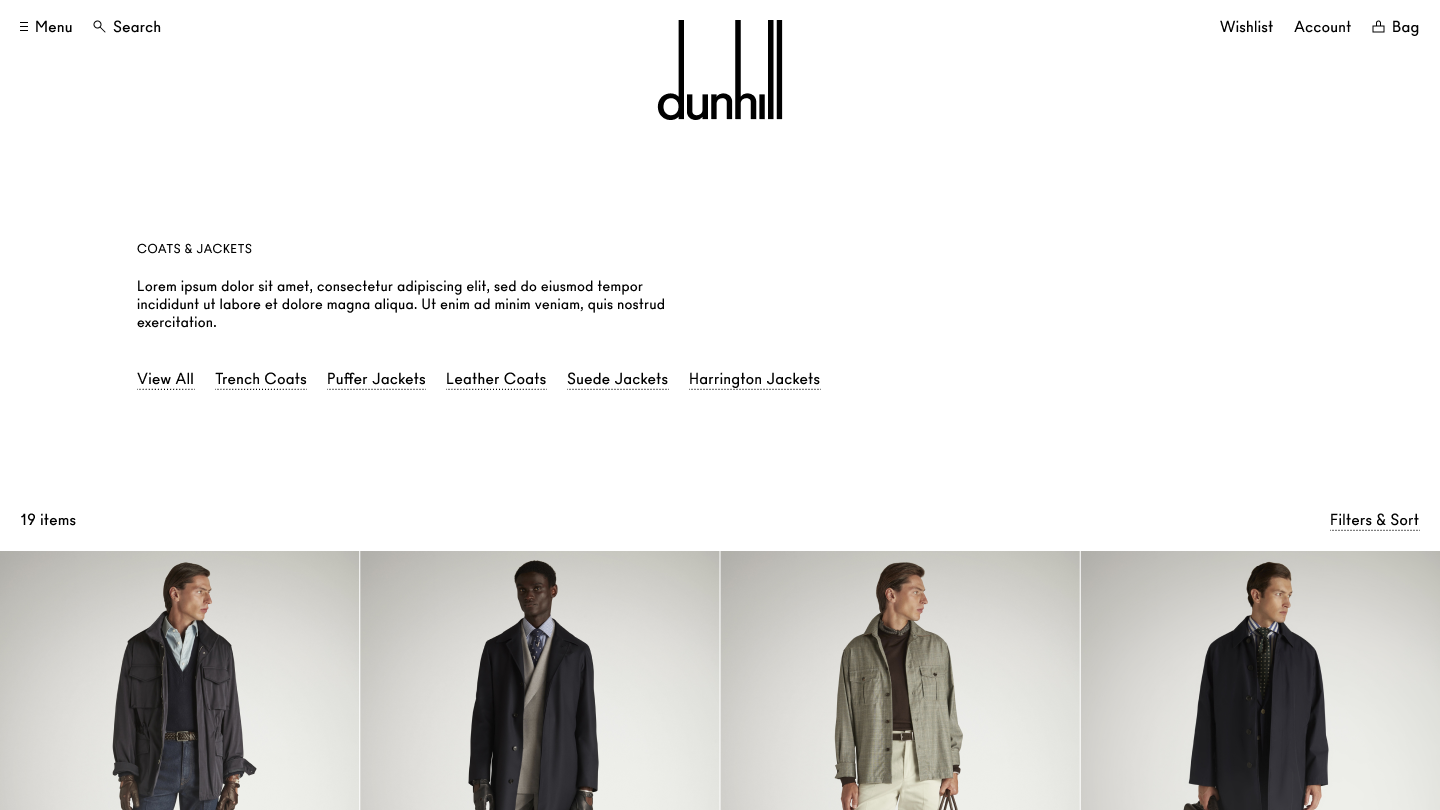 Menu
Search
dunhill
Wishlist
Account
Bag
COATS & JACKETS
Lorem ipsum dolor sit amet, consectetur adipiscing elit, sed do eiusmod tempor
incididunt ut labore et dolore magna aliqua. Ut enim ad minim veniam, quis nostrud
exercitation.
View All
Trench Coats
Puffer Jackets
Leather Coats
Suede Jackets
Harrington Jackets
19 items
Filters & Sort